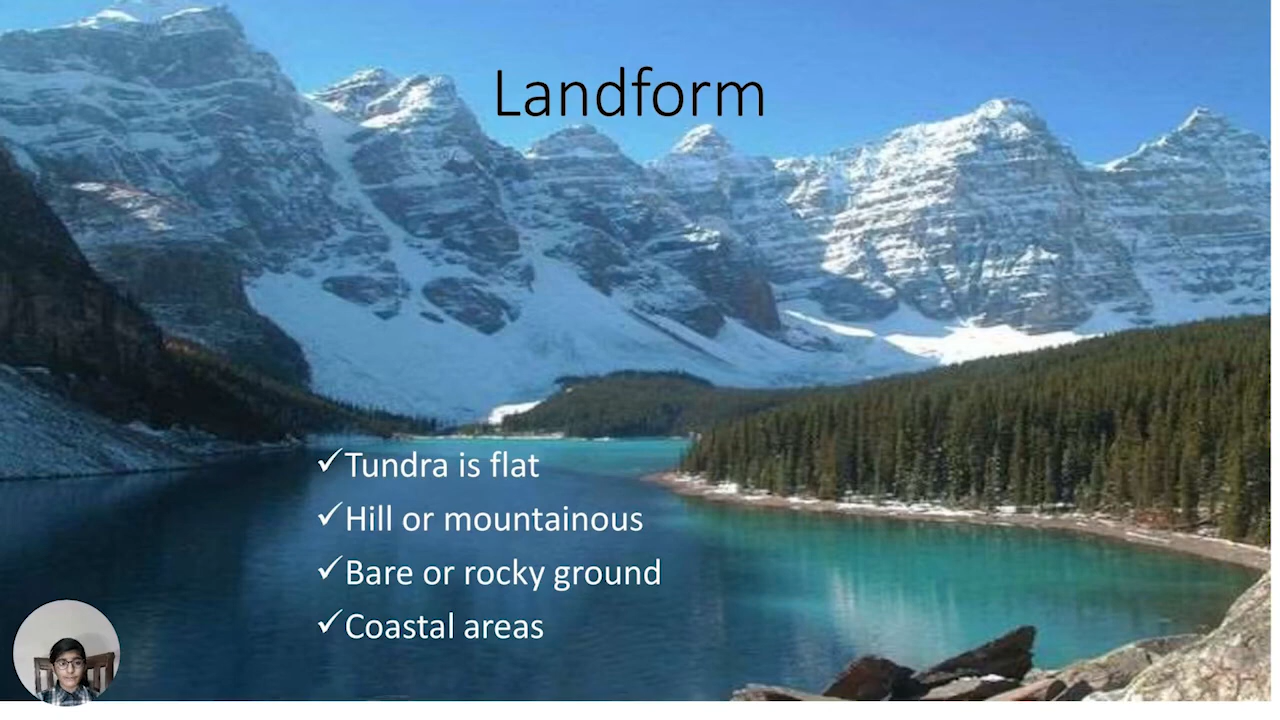 Landform
✓Tundra is flat
✓Hill or mountainous
✓Bare or rocky ground
✓Coastal areas